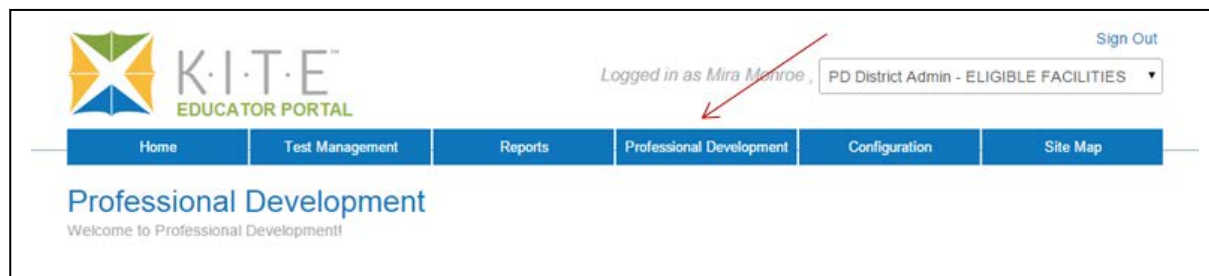 Sign Out
K·I·T·E™
Logged in as Mira Monroe , PD District Admin - ELIGIBLE FACILITIES
EDUCATOR PORTAL
Home Test Management Reports Professional Development Configuration Site Map
Professional Development
Welcome to Professional Development!